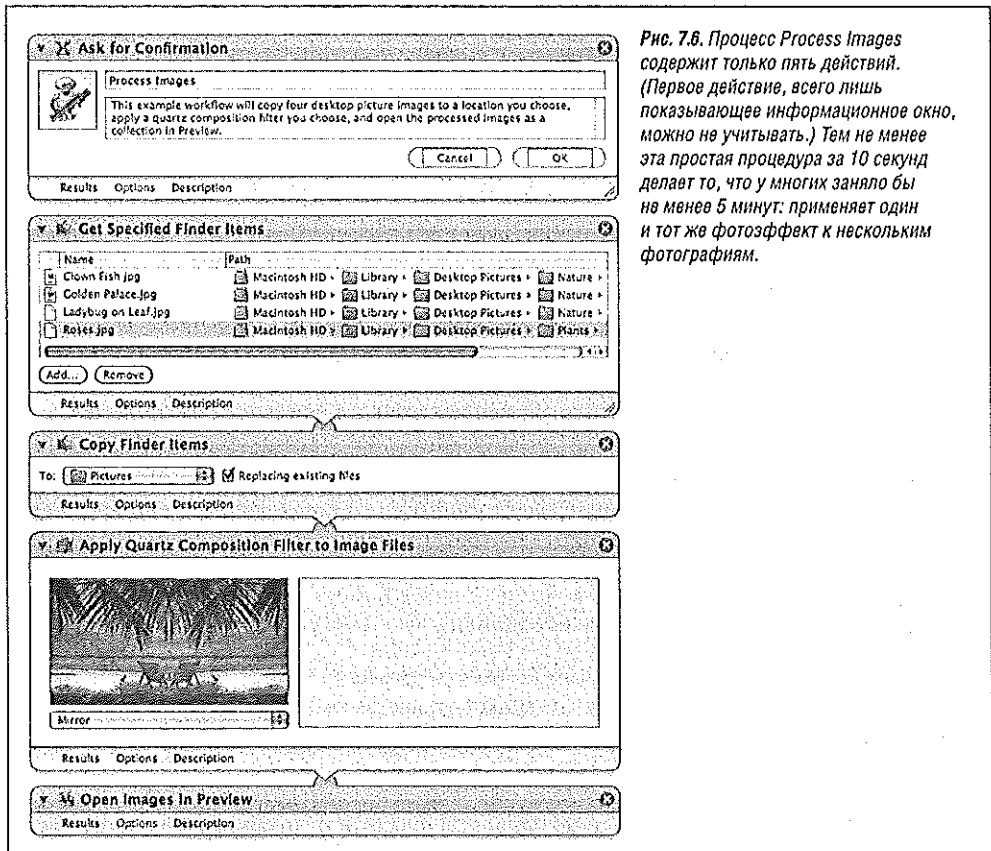 Ask for Confirmation
Process Images
This example workflow will copy four desktop picture images to a location you choose,
apply a quartz composition filter you choose, and open the processed images as a
collection in Preview.
Cancel OK
Results Options Description
Get Specified Finder Items
Name Path
Clown Fish.jpg Macintosh HD Library Desktop Pictures Nature
Golden Palace.jpg Macintosh HD Library Desktop Pictures Nature
Ladybug on Leaf.jpg Macintosh HD Library Desktop Pictures Nature
Roses.jpg Macintosh HD Library Desktop Pictures Plants
Add... Remove
Results Options Description
Copy Finder Items
To: Pictures Replacing existing files
Results Options Description
Apply Quartz Composition Filter to Image Files
Mirror
Results Options Description
Open Images in Preview
Results Options Description
Рис. 7.6. Процесс Process Images
содержит только пять действий.
(Первое действие, всего лишь
показывающее информационное окно,
можно не учитывать.) Тем не менее
эта простая процедура за 10 секунд
делает то, что у многих заняло бы
не менее 5 минут: применяет один
и тот же фотоэффект к нескольким
фотографиям.